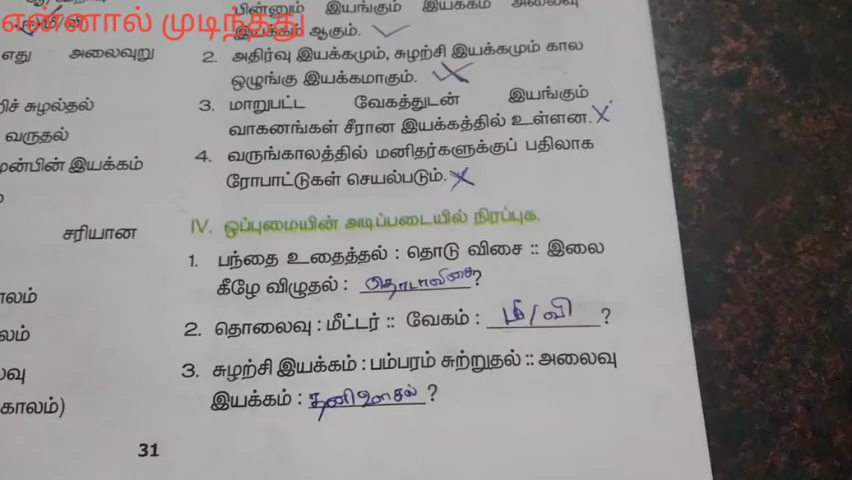 என்னால் முடிந்தது
பின்னும் இயங்கும் இயக்கம் அலைவு
இயக்கம் ஆகும்.
2. அதிர்வு இயக்கமும், சுழற்சி இயக்கமும் கால
ஒழுங்கு இயக்கமாகும்.
3. மாறுபட்ட வேகத்துடன் இயங்கும்
வாகனங்கள் சீரான இயக்கத்தில் உள்ளன.
4. வருங்காலத்தில் மனிதர்களுக்குப் பதிலாக
ரோபாட்டுகள் செயல்படும்.
IV. ஒப்புமையின் அடிப்படையில் நிரப்புக.
1. பந்தை உதைத்தல் : தொடு விசை :: இலை
கீழே விழுதல் : தொடாவிசை?
2. தொலைவு : மீட்டர் :: வேகம் : மீ/வி ?
3. சுழற்சி இயக்கம் : பம்பரம் சுற்றுதல் :: அலைவு
இயக்கம் : தனிஊசல் ?
எது அலைவுறு
சுழல்தல்
வருதல்
முன்பின் இயக்கம்
சரியான
காலம்)
31